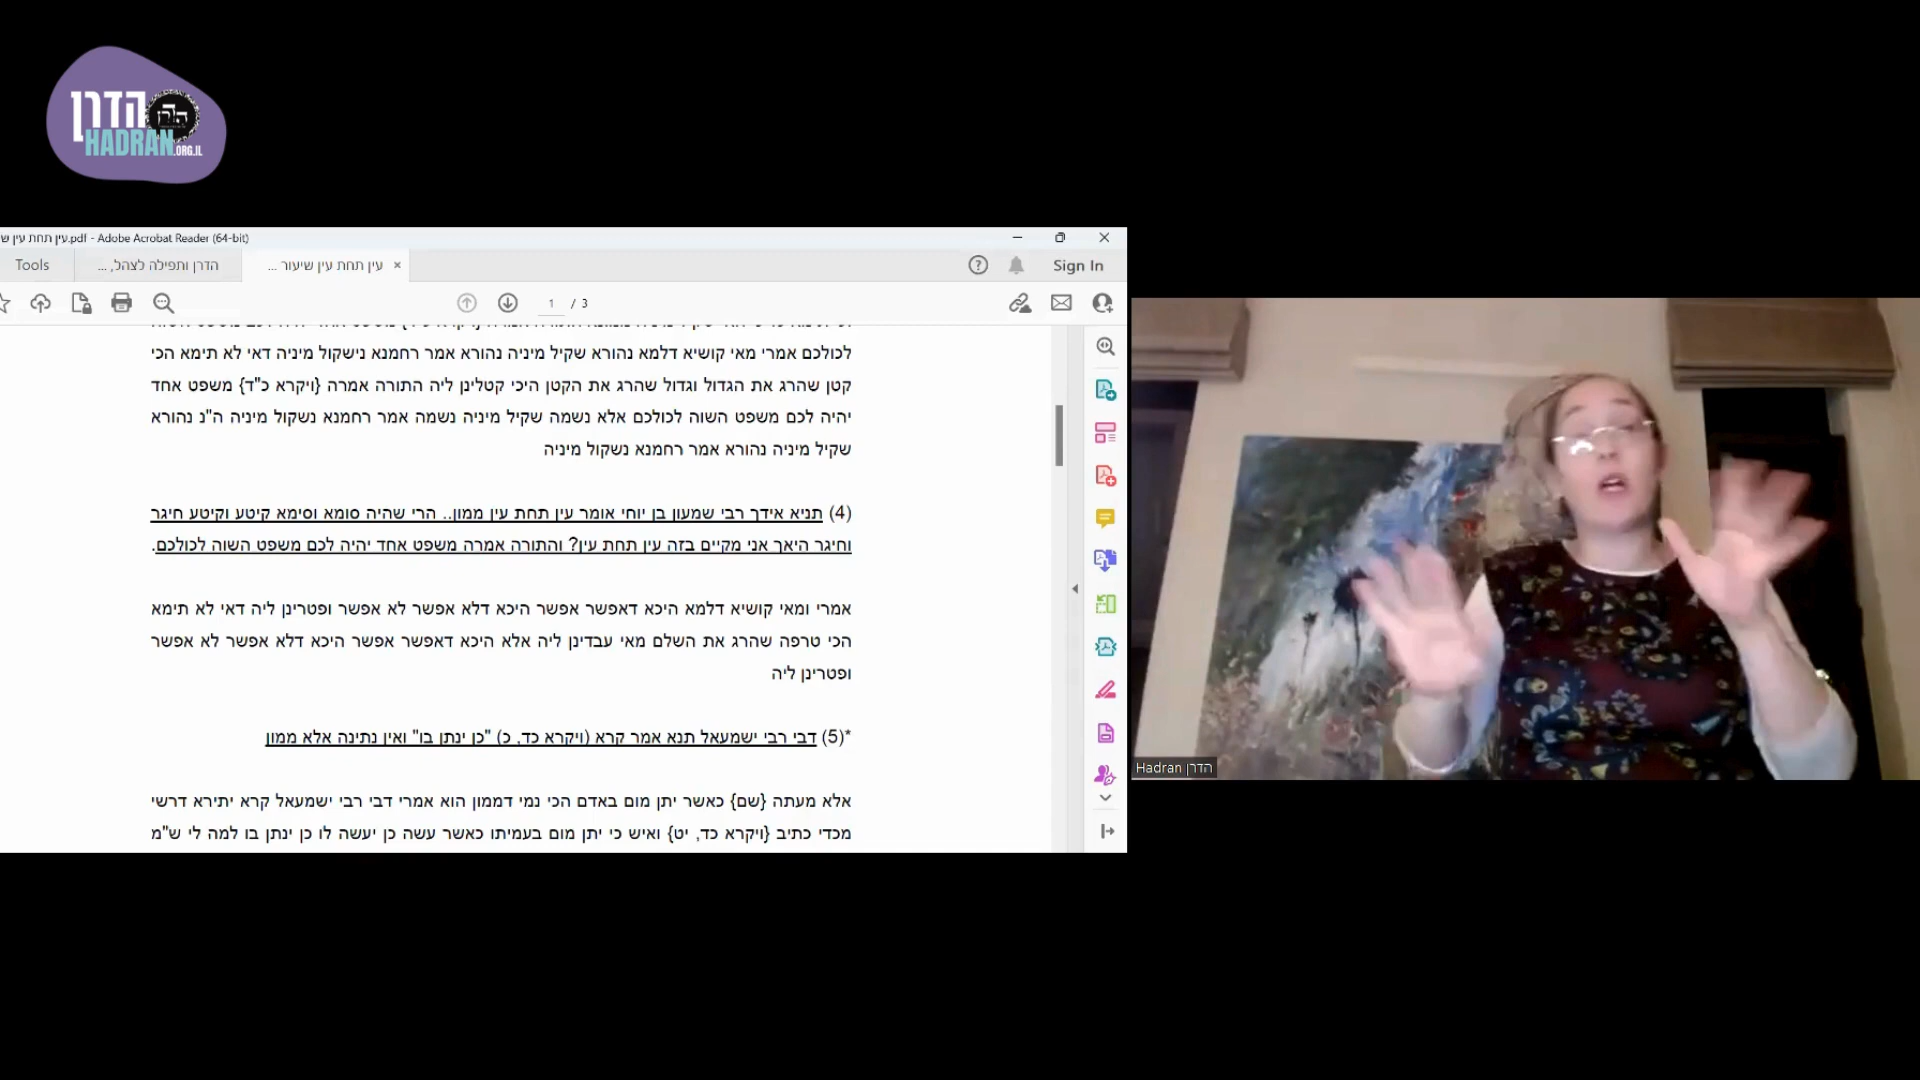 הדרן
HADRAN.ORG.IL
עין תחת עין ש.pdf - Adobe Acrobat Reader (64-bit)
Tools
הדרן ותפילה לצהל, ...
עין תחת עין שיעור ... ×
Sign In
1 / 3
לכולכם אמרי מאי קושיא דלמא נהורא שקיל מיניה נהורא אמר רחמנא נישקול מיניה דאי לא תימא הכי
קטן שהרג את הגדול וגדול שהרג את הקטן היכי קטלינן ליה התורה אמרה {ויקרא כ"ד} משפט אחד
יהיה לכם משפט השוה לכולכם אלא נשמה שקיל מיניה נשמה אמר רחמנא נשקול מיניה ה"נ נהורא
שקיל מיניה נהורא אמר רחמנא נשקול מיניה
(4) תניא אידך רבי שמעון בן יוחי אומר עין תחת עין ממון.. הרי שהיה סומא וסימא קיטע וקיטע חיגר
וחיגר היאך אני מקיים בזה עין תחת עין? והתורה אמרה משפט אחד יהיה לכם משפט השוה לכולכם.
אמרי ומאי קושיא דלמא היכא דאפשר אפשר היכא דלא אפשר לא אפשר ופטרינן ליה דאי לא תימא
הכי טרפה שהרג את השלם מאי עבדינן ליה אלא היכא דאפשר אפשר היכא דלא אפשר לא אפשר
ופטרינן ליה
*(5) דבי רבי ישמעאל תנא אמר קרא (ויקרא כד, כ) "כן ינתן בו" ואין נתינה אלא ממון
אלא מעתה {שם} כאשר יתן מום באדם הכי נמי דממון הוא אמרי דבי רבי ישמעאל קרא יתירא דרשי
מכדי כתיב {ויקרא כד, יט} ואיש כי יתן מום בעמיתו כאשר עשה כן יעשה לו כן ינתן בו למה לי ש"מ
Hadran הדרן